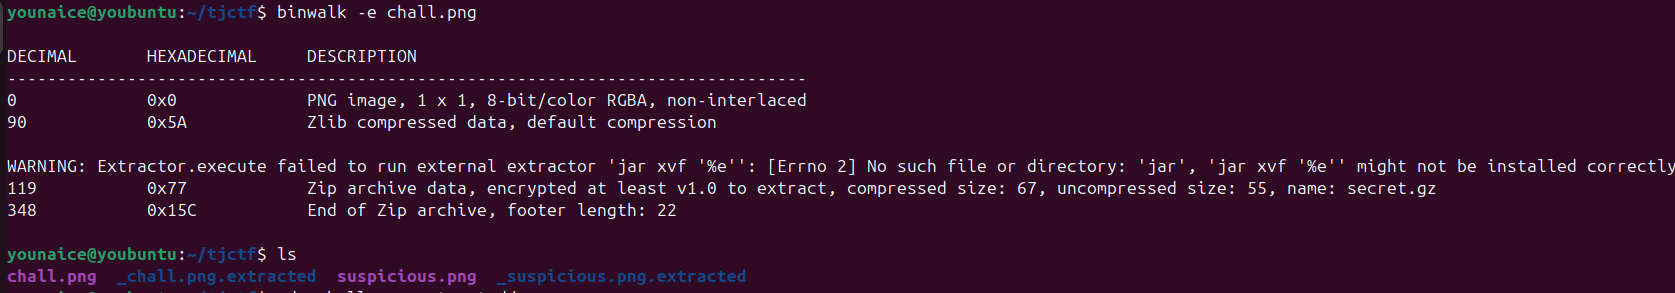 younaice@youbuntu:~/tjctf$ binwalk -e chall.png
DECIMAL       HEXADECIMAL     DESCRIPTION
--------------------------------------------------------------------------------
0             0x0             PNG image, 1 x 1, 8-bit/color RGBA, non-interlaced
90            0x5A            Zlib compressed data, default compression
WARNING: Extractor.execute failed to run external extractor 'jar xvf '%e'': [Errno 2] No such file or directory: 'jar', 'jar xvf '%e'' might not be installed correctly
119           0x77            Zip archive data, encrypted at least v1.0 to extract, compressed size: 67, uncompressed size: 55, name: secret.gz
348           0x15C           End of Zip archive, footer length: 22
younaice@youbuntu:~/tjctf$ ls
chall.png  _chall.png.extracted  suspicious.png  _suspicious.png.extracted